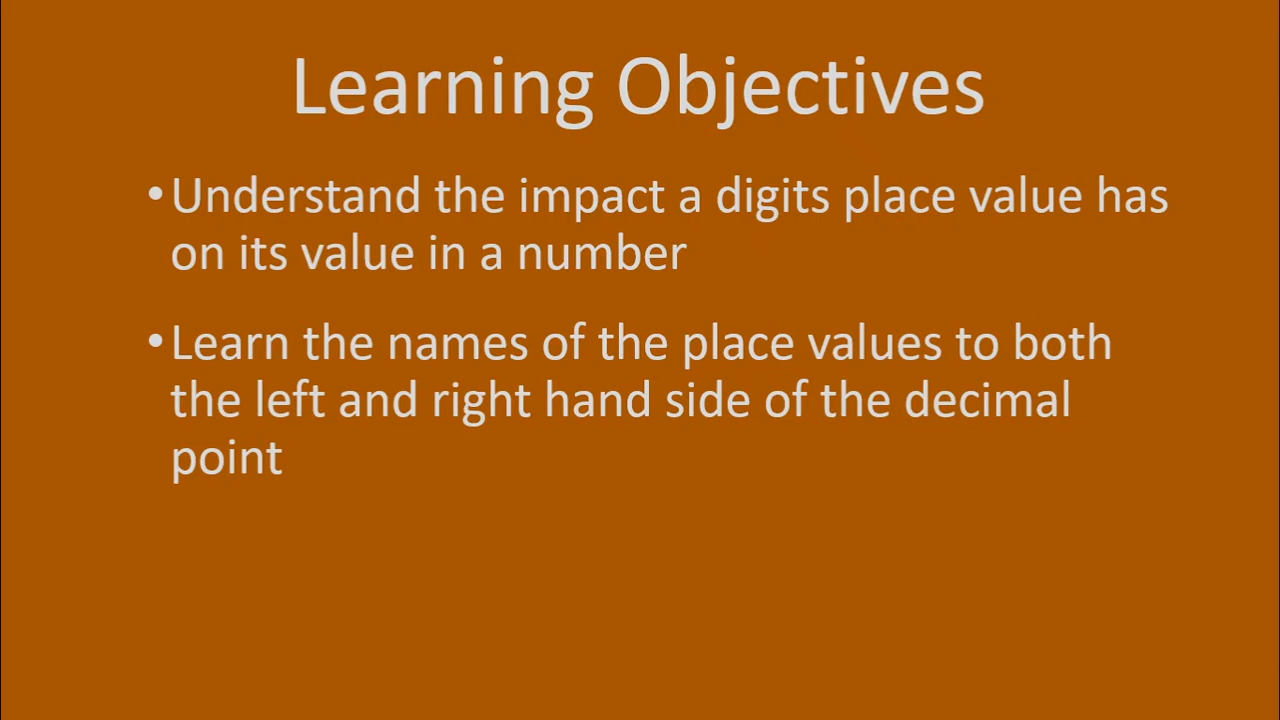 Learning Objectives
•Understand the impact a digits place value has
on its value in a number
•Learn the names of the place values to both
the left and right hand side of the decimal
point